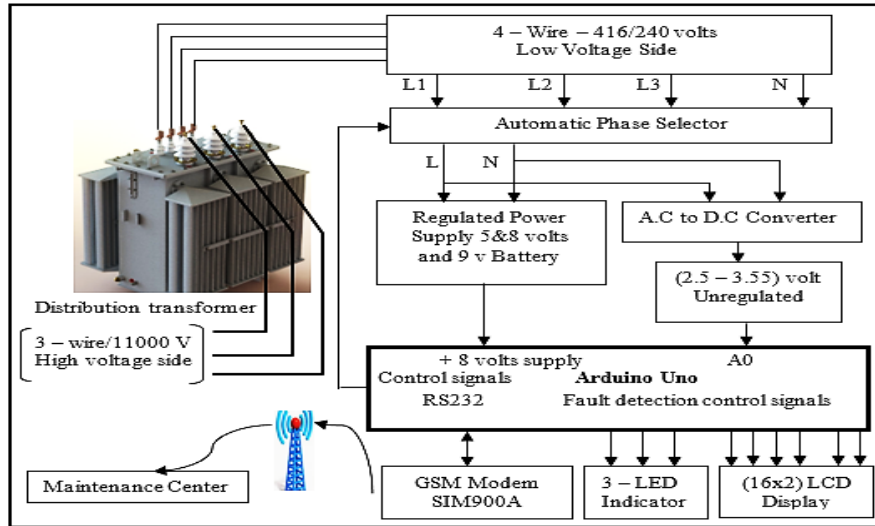 4 – Wire – 416/240 volts
Low Voltage Side
L1 L2 L3 N
Automatic Phase Selector
L N
Regulated Power
Supply 5&8 volts
and 9 v Battery
A.C to D.C Converter
(2.5 – 3.55) volt
Unregulated
Distribution transformer
3 – wire/11000 V
High voltage side
+ 8 volts supply A0
Control signals Arduino Uno
RS232 Fault detection control signals
Maintenance Center
GSM Modem
SIM900A
3 – LED
Indicator
(16x2) LCD
Display